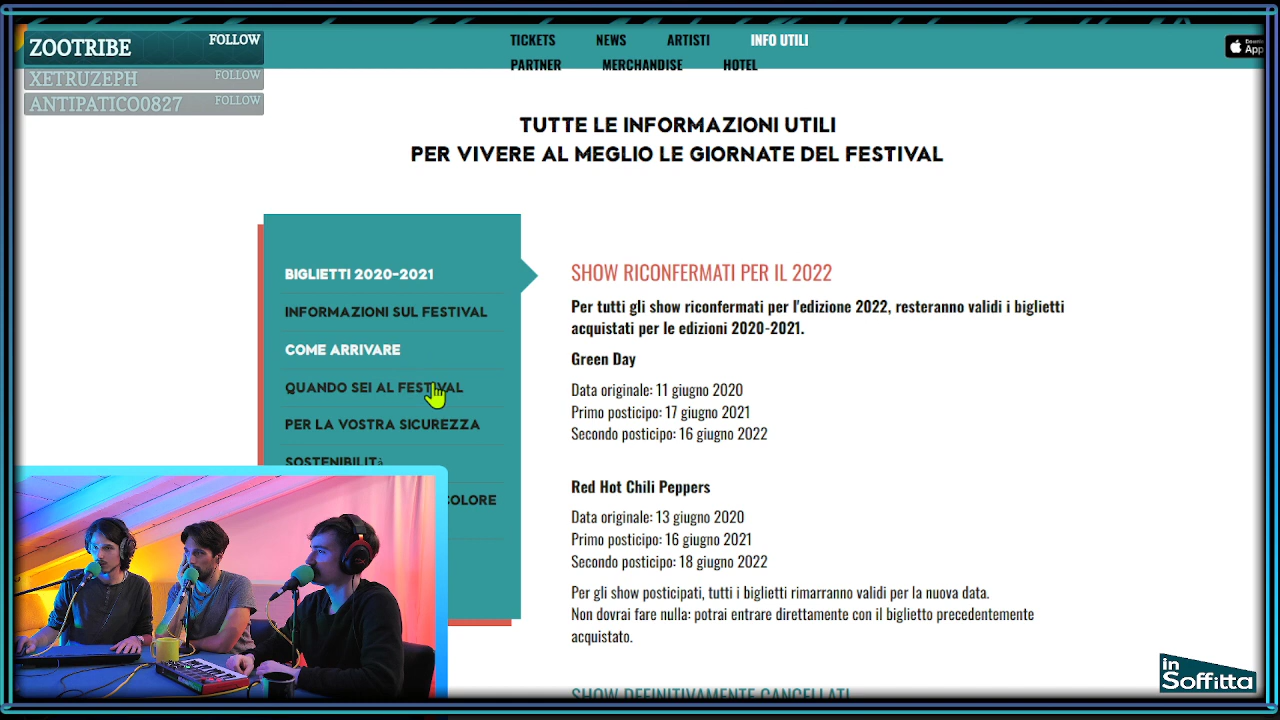 ZOOTRIBE FOLLOW
XETRUZEPH FOLLOW
ANTIPATICO0827 FOLLOW
TICKETS NEWS ARTISTI INFO UTILI
PARTNER MERCHANDISE HOTEL
App
TUTTE LE INFORMAZIONI UTILI
PER VIVERE AL MEGLIO LE GIORNATE DEL FESTIVAL
BIGLIETTI 2020-2021
INFORMAZIONI SUL FESTIVAL
COME ARRIVARE
QUANDO SEI AL FESTIVAL
PER LA VOSTRA SICUREZZA
SOSTENIBILITà
COLORE
SHOW RICONFERMATI PER IL 2022
Per tutti gli show riconfermati per l'edizione 2022, resteranno validi i biglietti
acquistati per le edizioni 2020-2021.
Green Day
Data originale: 11 giugno 2020
Primo posticipo: 17 giugno 2021
Secondo posticipo: 16 giugno 2022
Red Hot Chili Peppers
Data originale: 13 giugno 2020
Primo posticipo: 16 giugno 2021
Secondo posticipo: 18 giugno 2022
Per gli show posticipati, tutti i biglietti rimarranno validi per la nuova data.
Non dovrai fare nulla: potrai entrare direttamente con il biglietto precedentemente
acquistato.
SHOW DEFINITIVAMENTE CANCELLATI
in
Soffitta